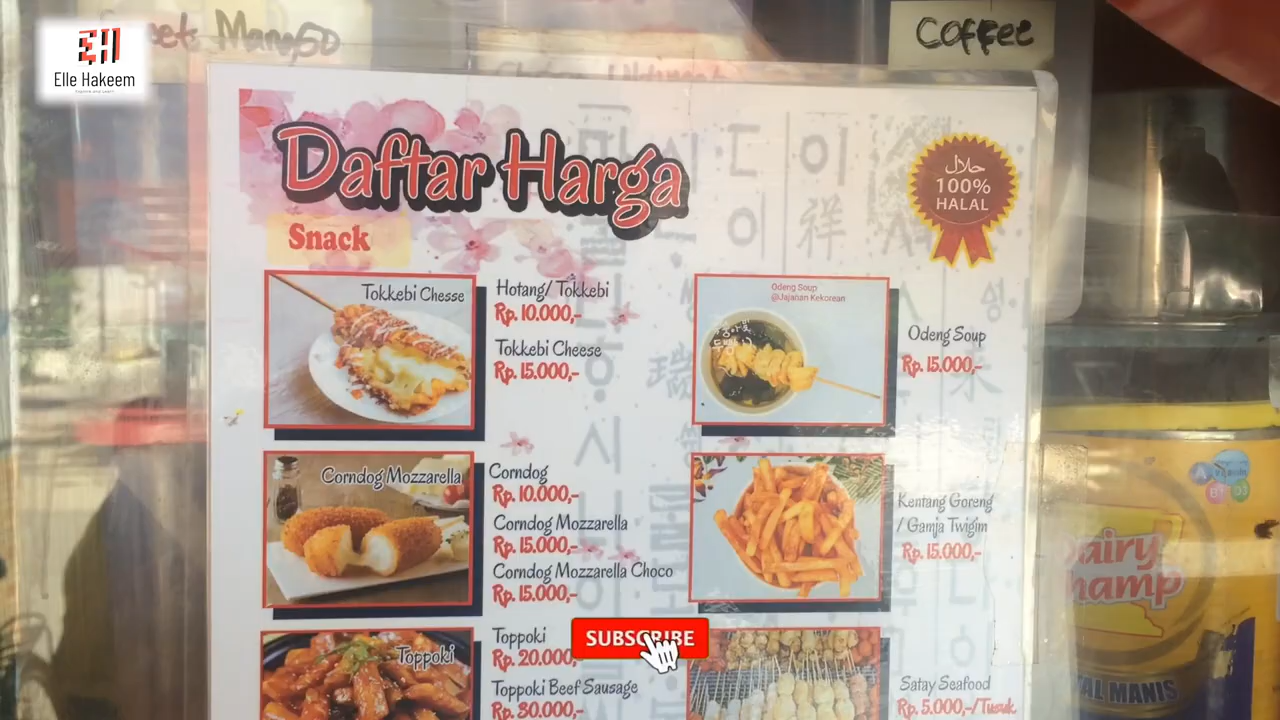 Sweet Mango
Coffee
EH
Elle Hakeem
Daftar Harga
Snack
حلال
100%
HALAL
Tokkebi Chesse
Hotang/ Tokkebi
Rp. 10.000,-
Tokkebi Cheese
Rp. 15.000,-
Odeng Soup
@Jajanan Kekorean
Odeng Soup
Rp. 15.000,-
Corndog Mozzarella
Corndog
Rp. 10.000,-
Corndog Mozzarella
Rp. 15.000,-
Corndog Mozzarella Choco
Rp. 15.000,-
Kentang Goreng
/ Gamja Twigim
Rp. 15.000,-
Toppoki
Toppoki
Rp. 20.000,-
Toppoki Beef Sausage
Rp. 30.000,-
Satay Seafood
Rp. 5.000,-/Tusuk
SUBSCRIBE